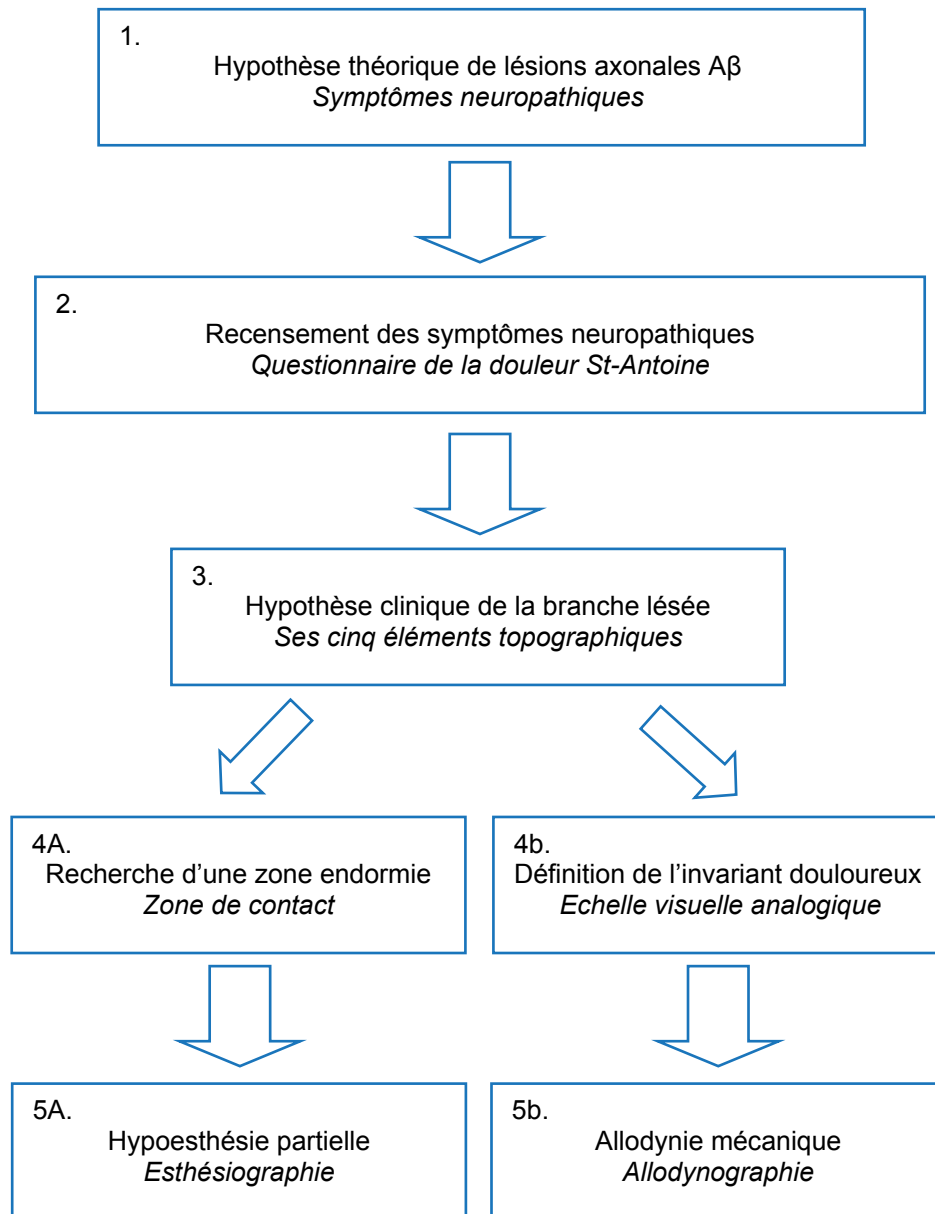 1.
Hypothèse théorique de lésions axonales Aβ
Symptômes neuropathiques
2.
Recensement des symptômes neuropathiques
Questionnaire de la douleur St-Antoine
3.
Hypothèse clinique de la branche lésée
Ses cinq éléments topographiques
4A.
Recherche d’une zone endormie
Zone de contact
4b.
Définition de l’invariant douloureux
Echelle visuelle analogique
5A.
Hypoesthésie partielle
Esthésiographie
5b.
Allodynie mécanique
Allodynographie